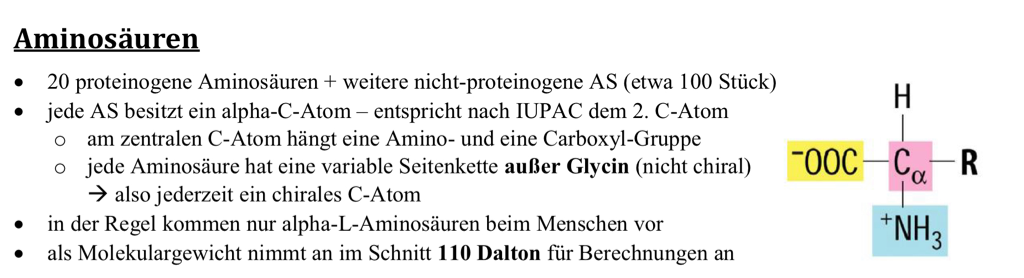 Aminosäuren
• 20 proteinogene Aminosäuren + weitere nicht-proteinogene AS (etwa 100 Stück)
• jede AS besitzt ein alpha-C-Atom – entspricht nach IUPAC dem 2. C-Atom
o am zentralen C-Atom hängt eine Amino- und eine Carboxyl-Gruppe
o jede Aminosäure hat eine variable Seitenkette außer Glycin (nicht chiral)
→ also jederzeit ein chirales C-Atom
• in der Regel kommen nur alpha-L-Aminosäuren beim Menschen vor
• als Molekulargewicht nimmt an im Schnitt 110 Dalton für Berechnungen an
H
⁻OOC Cα R
⁺NH₃